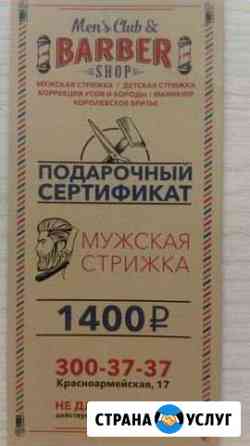 Men's Club &
BARBER
SHOP
МУЖСКАЯ СТРИЖКА / ДЕТСКАЯ СТРИЖКА
КОРРЕКЦИЯ УСОВ И БОРОДЫ / МАНИКЮР
КОРОЛЕВСКОЕ БРИТЬЕ
ПОДАРОЧНЫЙ
СЕРТИФИКАТ
МУЖСКАЯ
СТРИЖКА
1400₽
300-37-37
Красноармейская, 17
НЕ
СТРАНА УСЛУГ